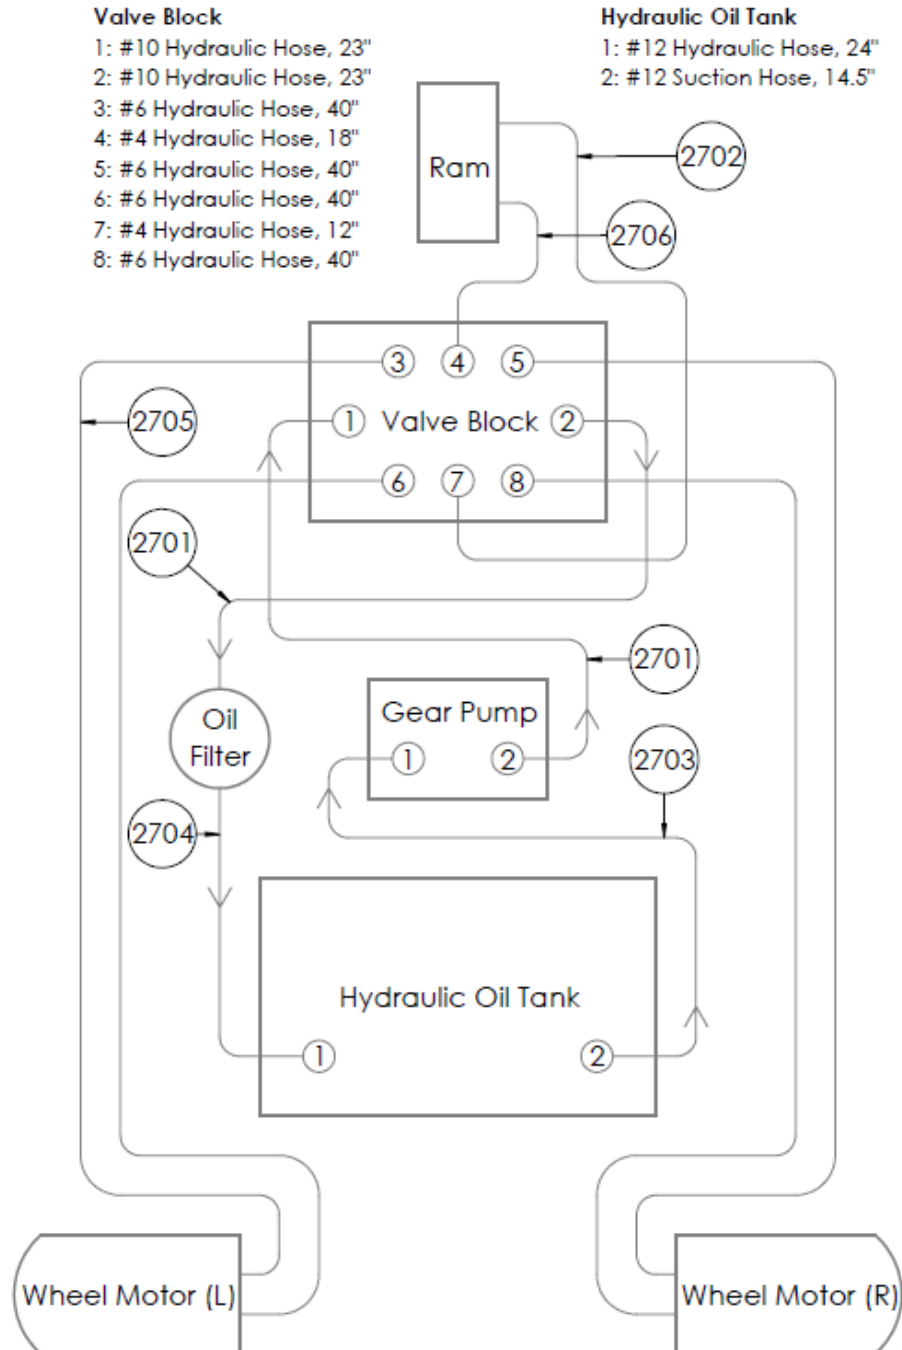 Valve Block
1: #10 Hydraulic Hose, 23"
2: #10 Hydraulic Hose, 23"
3: #6 Hydraulic Hose, 40"
4: #4 Hydraulic Hose, 18"
5: #6 Hydraulic Hose, 40"
6: #6 Hydraulic Hose, 40"
7: #4 Hydraulic Hose, 12"
8: #6 Hydraulic Hose, 40"
Hydraulic Oil Tank
1: #12 Hydraulic Hose, 24"
2: #12 Suction Hose, 14.5"
Ram
2702
2706
3 4 5
2705
1 Valve Block 2
6 7 8
2701
2701
Gear Pump
Oil
Filter
1 2
2703
2704
Hydraulic Oil Tank
1 2
Wheel Motor (L)
Wheel Motor (R)